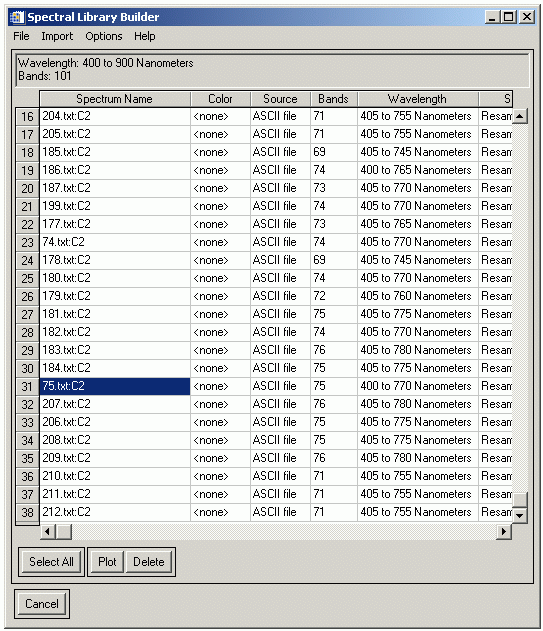 Spectral Library Builder
File Import Options Help
Wavelength: 400 to 900 Nanometers
Bands: 101
Spectrum Name Color Source Bands Wavelength S
16 204.txt:C2 <none> ASCII file 71 405 to 755 Nanometers Resam
17 205.txt:C2 <none> ASCII file 71 405 to 755 Nanometers Resam
18 185.txt:C2 <none> ASCII file 69 405 to 745 Nanometers Resam
19 186.txt:C2 <none> ASCII file 74 400 to 765 Nanometers Resam
20 187.txt:C2 <none> ASCII file 73 405 to 770 Nanometers Resam
21 199.txt:C2 <none> ASCII file 74 405 to 770 Nanometers Resam
22 177.txt:C2 <none> ASCII file 73 405 to 765 Nanometers Resam
23 74.txt:C2 <none> ASCII file 74 405 to 770 Nanometers Resam
24 178.txt:C2 <none> ASCII file 69 405 to 745 Nanometers Resam
25 180.txt:C2 <none> ASCII file 74 405 to 770 Nanometers Resam
26 179.txt:C2 <none> ASCII file 72 405 to 760 Nanometers Resam
27 181.txt:C2 <none> ASCII file 75 405 to 775 Nanometers Resam
28 182.txt:C2 <none> ASCII file 74 405 to 770 Nanometers Resam
29 183.txt:C2 <none> ASCII file 76 405 to 780 Nanometers Resam
30 184.txt:C2 <none> ASCII file 75 405 to 775 Nanometers Resam
31 75.txt:C2 <none> ASCII file 75 400 to 770 Nanometers Resam
32 207.txt:C2 <none> ASCII file 76 405 to 780 Nanometers Resam
33 206.txt:C2 <none> ASCII file 75 405 to 775 Nanometers Resam
34 208.txt:C2 <none> ASCII file 75 405 to 775 Nanometers Resam
35 209.txt:C2 <none> ASCII file 76 405 to 780 Nanometers Resam
36 210.txt:C2 <none> ASCII file 71 405 to 755 Nanometers Resam
37 211.txt:C2 <none> ASCII file 71 405 to 755 Nanometers Resam
38 212.txt:C2 <none> ASCII file 71 405 to 755 Nanometers Resam
Select All Plot Delete
Cancel